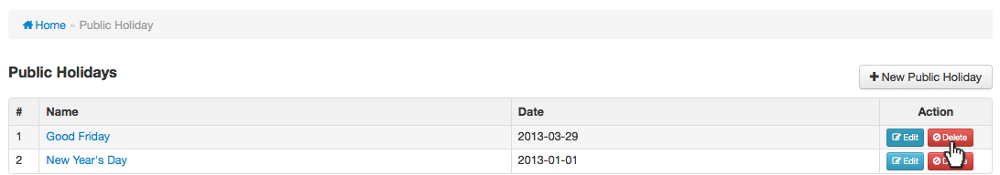 Home » Public Holiday
Public Holidays
New Public Holiday
# Name Date Action
1 Good Friday 2013-03-29 Edit Delete
2 New Year's Day 2013-01-01 Edit